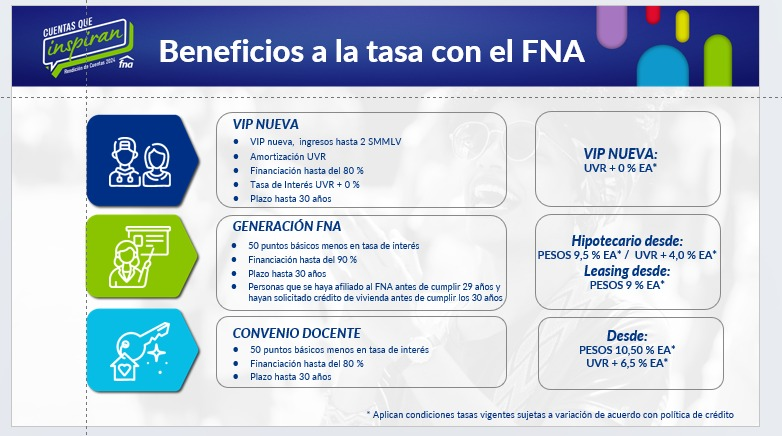 CUENTAS QUE
inspiran
Rendición de Cuentas 2024
fna
Beneficios a la tasa con el FNA
VIP NUEVA
● VIP nueva, ingresos hasta 2 SMMLV
● Amortización UVR
● Financiación hasta del 80 %
● Tasa de Interés UVR + 0 %
● Plazo hasta 30 años
VIP NUEVA:
UVR + 0 % EA*
GENERACIÓN FNA
● 50 puntos básicos menos en tasa de interés
● Financiación hasta del 90 %
● Plazo hasta 30 años
● Personas que se haya afiliado al FNA antes de cumplir 29 años y
hayan solicitado crédito de vivienda antes de cumplir los 30 años
Hipotecario desde:
PESOS 9,5 % EA* / UVR + 4,0 % EA*
Leasing desde:
PESOS 9 % EA*
CONVENIO DOCENTE
● 50 puntos básicos menos en tasa de interés
● Financiación hasta del 80 %
● Plazo hasta 30 años
Desde:
PESOS 10,50 % EA*
UVR + 6,5 % EA*
* Aplican condiciones tasas vigentes sujetas a variación de acuerdo con política de crédito